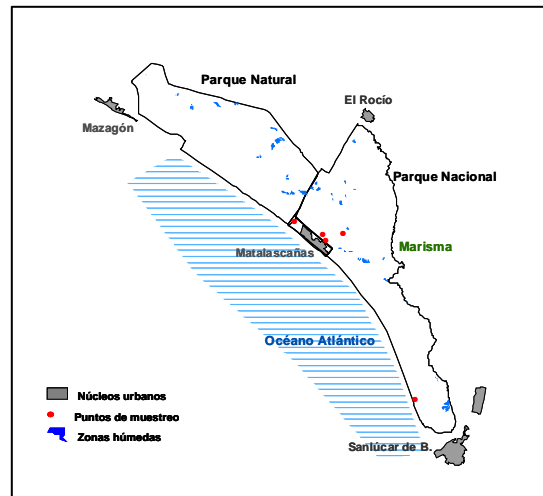 Parque Natural
El Rocío
Mazagón
Parque Nacional
Marisma
Matalascañas
Océano Atlántico
Núcleos urbanos
Puntos de muestreo
Zonas húmedas
Sanlúcar de B.